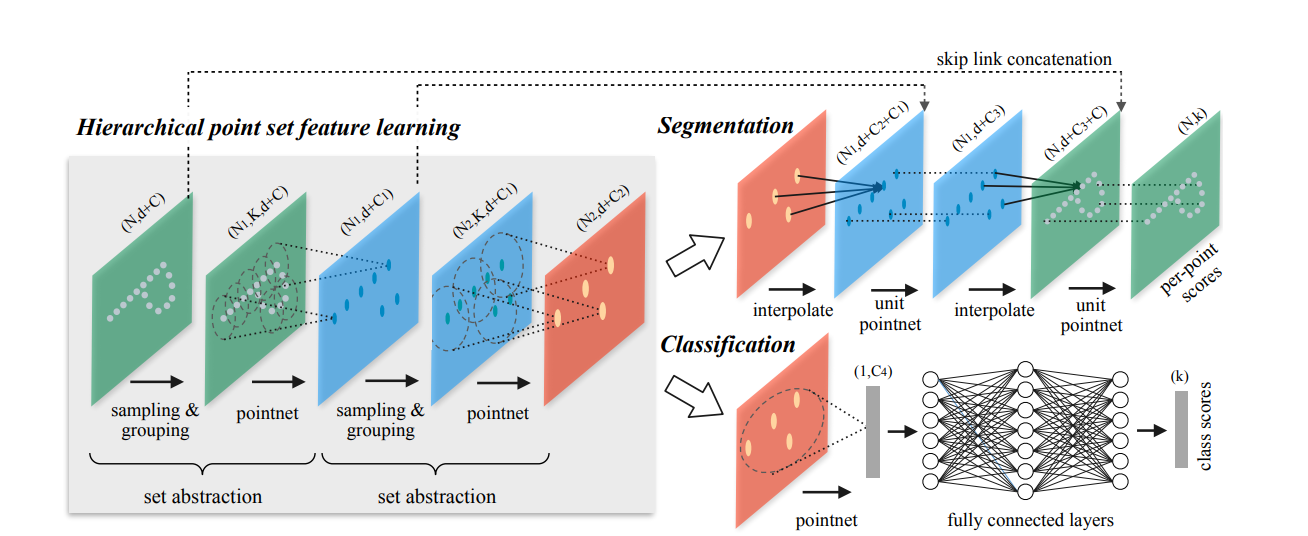 skip link concatenation
Hierarchical point set feature learning
(N,d+C)
(N1,K,d+C)
(N1,d+C1)
(N2,K,d+C1)
(N2,d+C2)
sampling &
grouping
pointnet
sampling &
grouping
pointnet
set abstraction
set abstraction
Segmentation
(N1,d+C2+C1)
(N1,d+C3)
(N,d+C3+C)
(N,k)
interpolate
unit
pointnet
interpolate
unit
pointnet
per-point
scores
Classification
(1,C4)
(k)
class scores
pointnet
fully connected layers